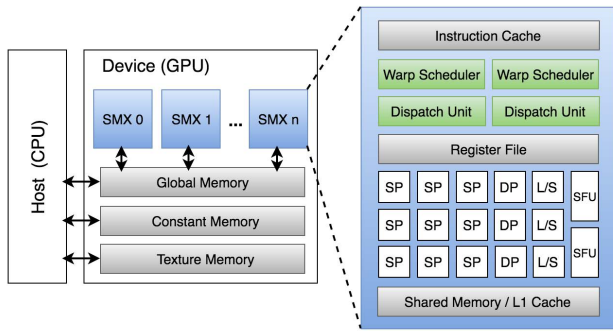 Host (CPU)
Device (GPU)
SMX 0
SMX 1
...
SMX n
Global Memory
Constant Memory
Texture Memory
Instruction Cache
Warp Scheduler Warp Scheduler
Dispatch Unit Dispatch Unit
Register File
SP SP SP DP L/S SFU
SP SP SP DP L/S
SP SP SP DP L/S SFU
Shared Memory / L1 Cache